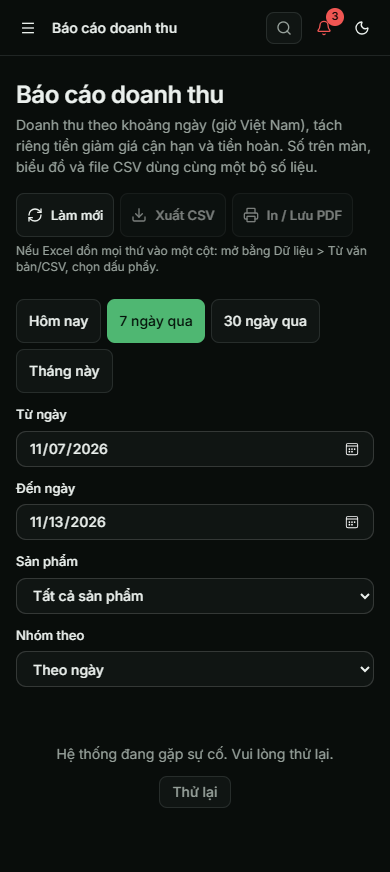 Báo cáo doanh thu
3
Báo cáo doanh thu
Doanh thu theo khoảng ngày (giờ Việt Nam), tách
riêng tiền giảm giá cận hạn và tiền hoàn. Số trên màn,
biểu đồ và file CSV dùng cùng một bộ số liệu.
Làm mới
Xuất CSV
In / Lưu PDF
Nếu Excel dồn mọi thứ vào một cột: mở bằng Dữ liệu > Từ văn
bản/CSV, chọn dấu phẩy.
Hôm nay
7 ngày qua
30 ngày qua
Tháng này
Từ ngày
11/07/2026
Đến ngày
11/13/2026
Sản phẩm
Tất cả sản phẩm
Nhóm theo
Theo ngày
Hệ thống đang gặp sự cố. Vui lòng thử lại.
Thử lại